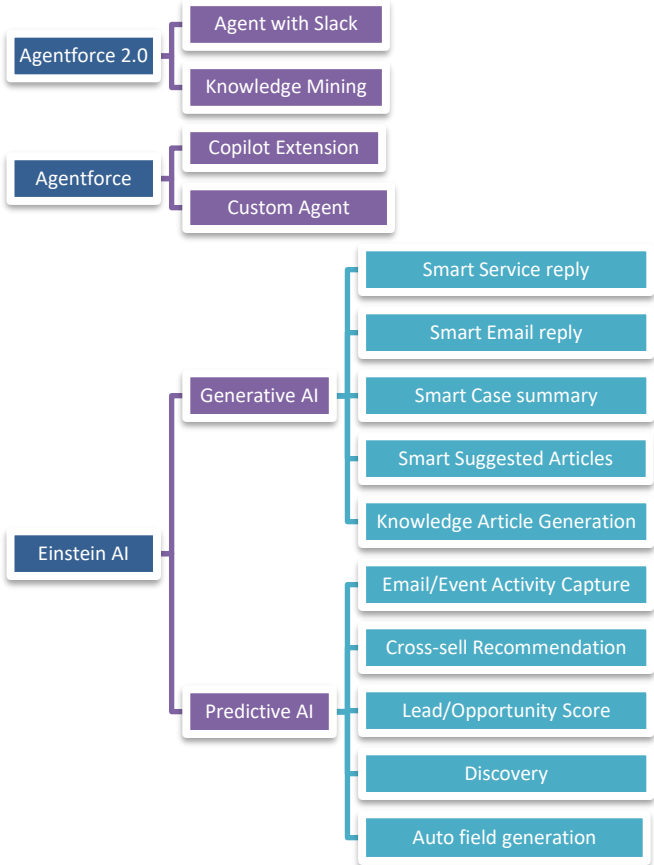 Agentforce 2.0
Agent with Slack
Knowledge Mining
Agentforce
Copilot Extension
Custom Agent
Einstein AI
Generative AI
Smart Service reply
Smart Email reply
Smart Case summary
Smart Suggested Articles
Knowledge Article Generation
Predictive AI
Email/Event Activity Capture
Cross-sell Recommendation
Lead/Opportunity Score
Discovery
Auto field generation